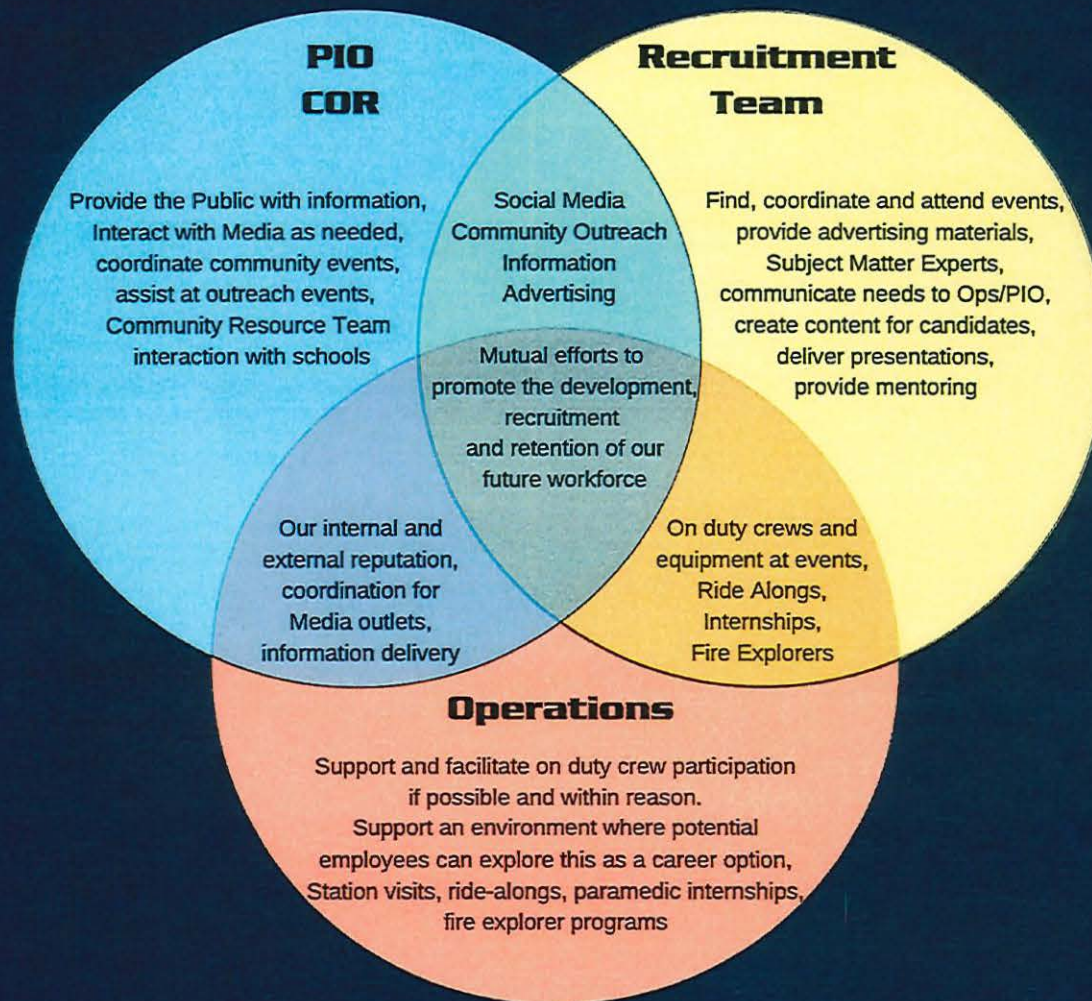 PIO
COR
Provide the Public with information,
Interact with Media as needed,
coordinate community events,
assist at outreach events,
Community Resource Team
interaction with schools
Social Media
Community Outreach
Information
Advertising
Recruitment
Team
Find, coordinate and attend events,
provide advertising materials,
Subject Matter Experts,
communicate needs to Ops/PIO,
create content for candidates,
deliver presentations,
provide mentoring
Mutual efforts to
promote the development,
recruitment
and retention of our
future workforce
Our internal and
external reputation,
coordination for
Media outlets,
information delivery
On duty crews and
equipment at events,
Ride Alongs,
Internships,
Fire Explorers
Operations
Support and facilitate on duty crew participation
if possible and within reason.
Support an environment where potential
employees can explore this as a career option,
Station visits, ride-alongs, paramedic internships,
fire explorer programs